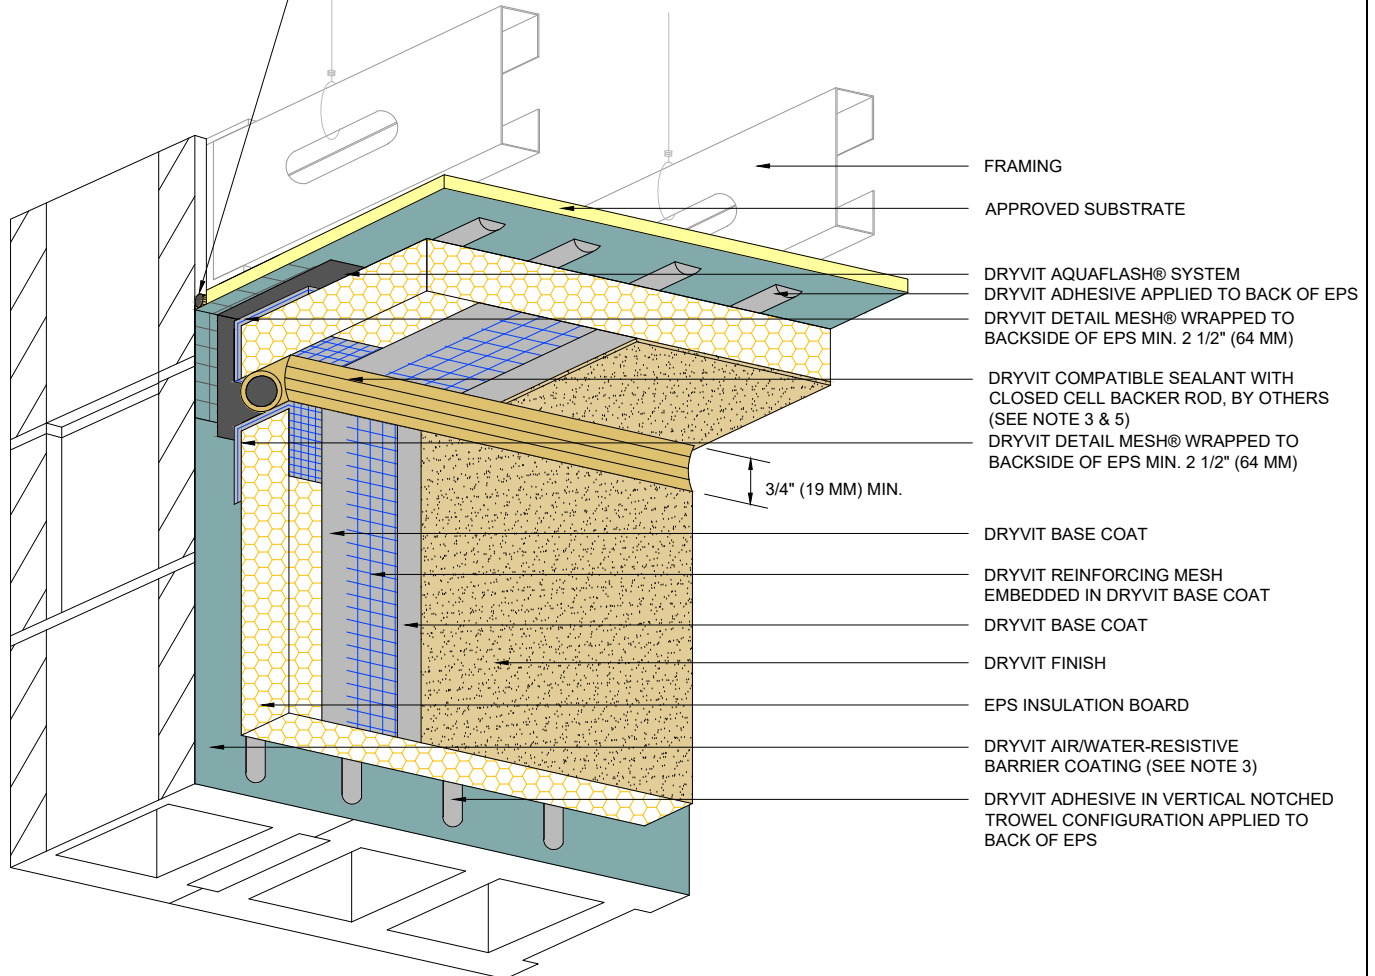 FRAMING
APPROVED SUBSTRATE
DRYVIT AQUAFLASH® SYSTEM
DRYVIT ADHESIVE APPLIED TO BACK OF EPS
DRYVIT DETAIL MESH® WRAPPED TO
BACKSIDE OF EPS MIN. 2 1/2" (64 MM)
DRYVIT COMPATIBLE SEALANT WITH
CLOSED CELL BACKER ROD, BY OTHERS
(SEE NOTE 3 & 5)
DRYVIT DETAIL MESH® WRAPPED TO
BACKSIDE OF EPS MIN. 2 1/2" (64 MM)
3/4" (19 MM) MIN.
DRYVIT BASE COAT
DRYVIT REINFORCING MESH
EMBEDDED IN DRYVIT BASE COAT
DRYVIT BASE COAT
DRYVIT FINISH
EPS INSULATION BOARD
DRYVIT AIR/WATER-RESISTIVE
BARRIER COATING (SEE NOTE 3)
DRYVIT ADHESIVE IN VERTICAL NOTCHED
TROWEL CONFIGURATION APPLIED TO
BACK OF EPS